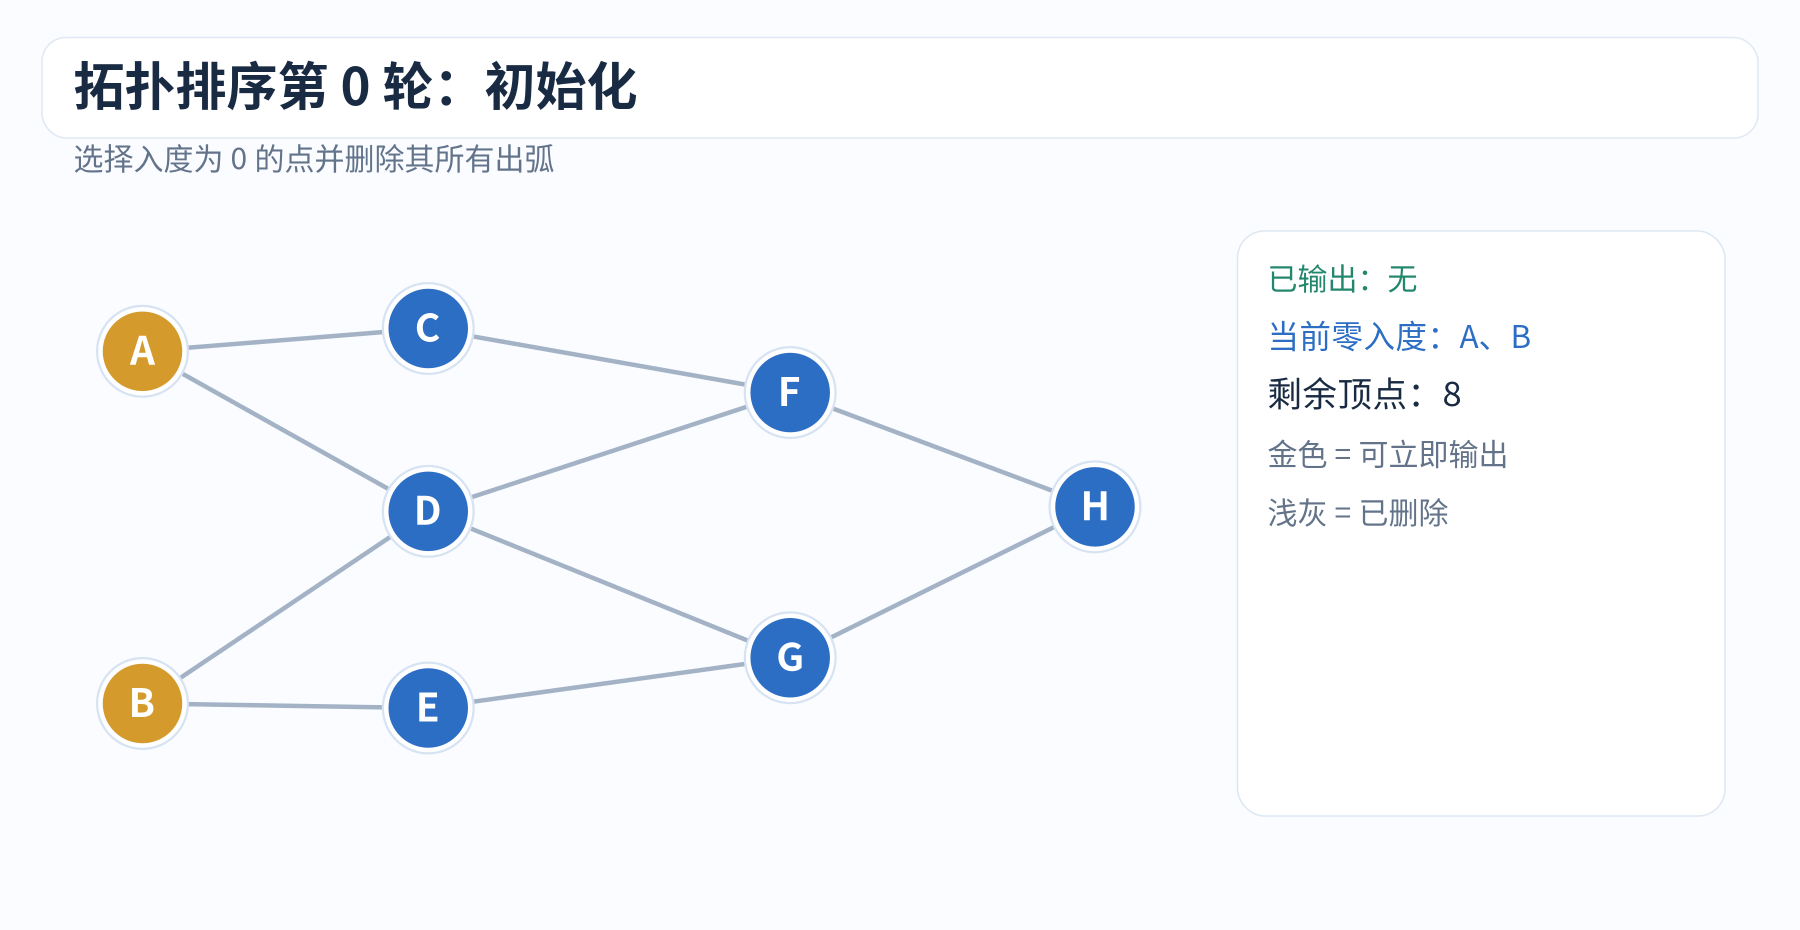 拓扑排序第 0 轮：初始化
选择入度为 0 的点并删除其所有出弧
已输出：无
当前零入度：A、B
剩余顶点：8
金色 = 可立即输出
浅灰 = 已删除
A
C
F
D
H
B
E
G